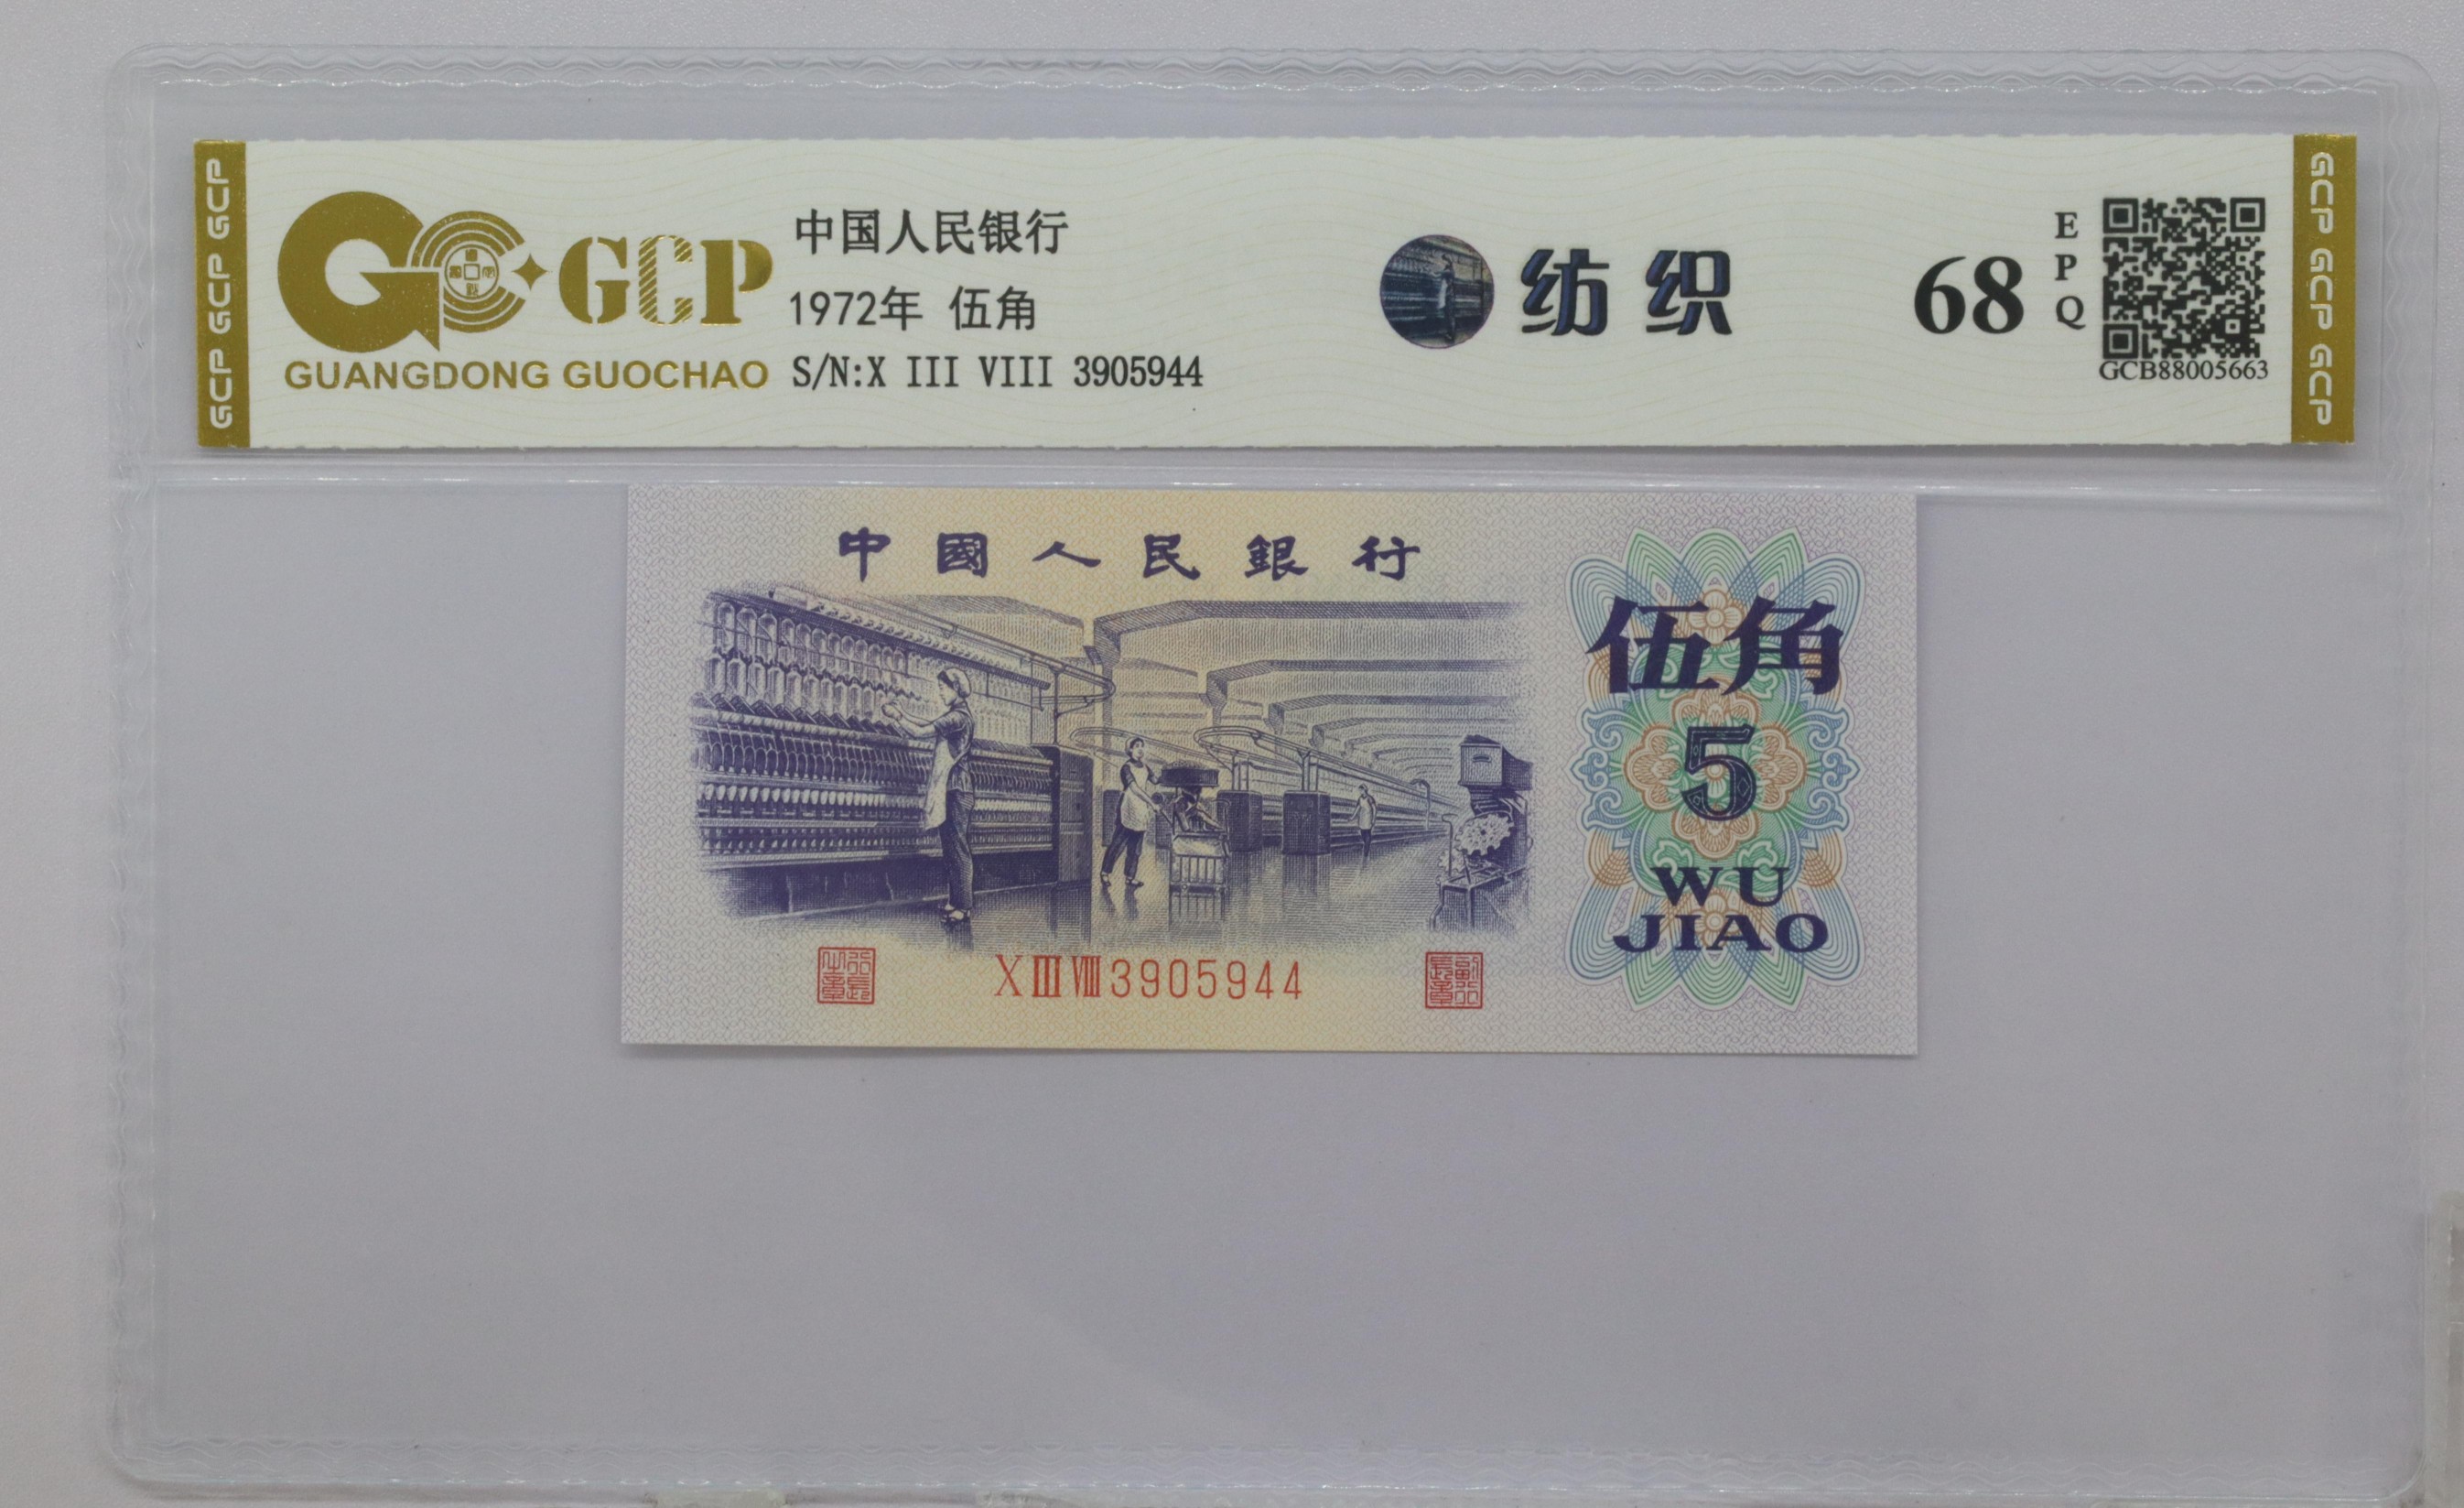 GCP GCP GCP
GCP
GUANGDONG GUOCHAO
中国人民银行
1972年 伍角
S/N:X III VIII 3905944
纺织
68
EPQ
GCB88005663
GCP GCP GCP
中國人民銀行
伍角
5
WU
JIAO
X III VIII 3905944